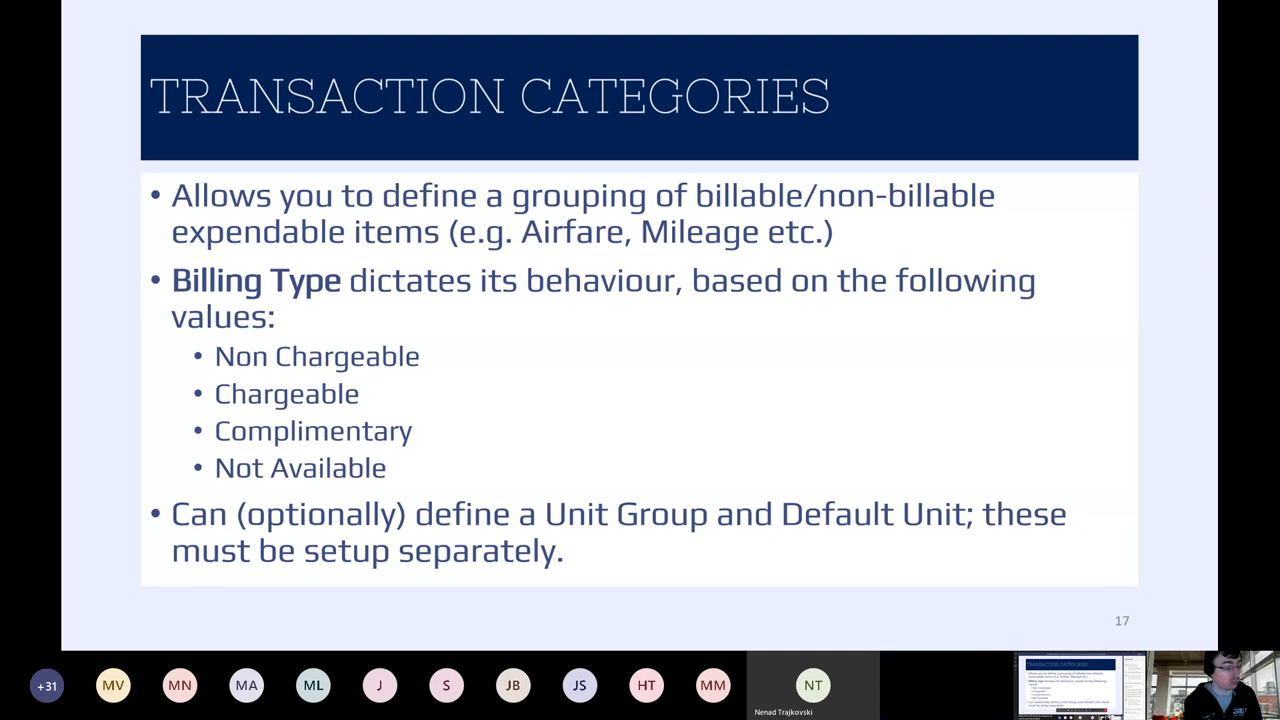 TRANSACTION CATEGORIES
• Allows you to define a grouping of billable/non-billable
expendable items (e.g. Airfare, Mileage etc.)
• Billing Type dictates its behaviour, based on the following
values:
• Non Chargeable
• Chargeable
• Complimentary
• Not Available
• Can (optionally) define a Unit Group and Default Unit; these
must be setup separately.
17
+31
MV
MN
MA
ML
S
JB
JS
HT
NT
Nenad Trajkovski
TRANSACTION CATEGORIES